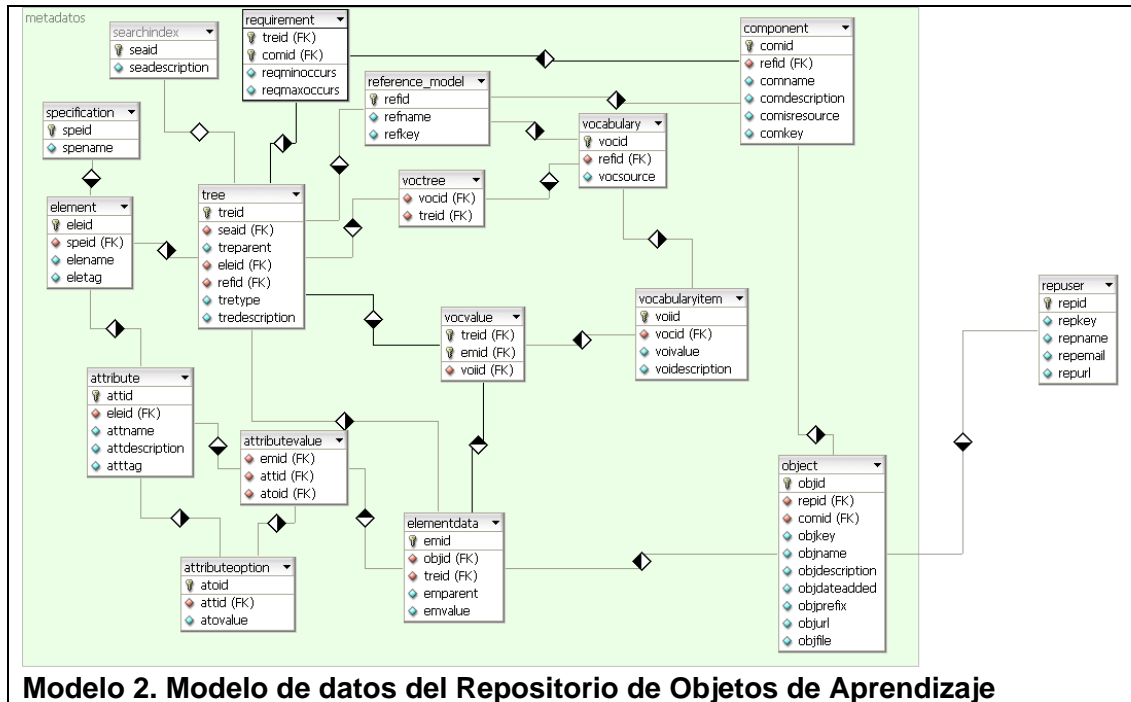 metadatos
searchindex
seaid
seadescription
requirement
treid (FK)
comid (FK)
reqminoccurs
reqmaxoccurs
component
comid
refid (FK)
comname
comdescription
comisresource
comkey
reference_model
refid
refname
refkey
specification
speid
spename
vocabulary
vocid
refid (FK)
vocsource
voctree
vocid (FK)
treid (FK)
tree
treid
seaid (FK)
treparent
eleid (FK)
refid (FK)
tretype
tredescription
element
eleid
speid (FK)
elename
eletag
vocabularyitem
voiid
vocid (FK)
voivalue
voidescription
repuser
repid
repkey
repname
repemail
repurl
vocvalue
treid (FK)
emid (FK)
voiid (FK)
attribute
attid
eleid (FK)
attname
attdescription
atttag
attributevalue
emid (FK)
attid (FK)
atoid (FK)
object
objid
repid (FK)
comid (FK)
objkey
objname
objdescription
objdateadded
objprefix
objurl
objfile
elementdata
emid
objid (FK)
treid (FK)
emparent
emvalue
attributeoption
atoid
attid (FK)
atovalue
Modelo 2. Modelo de datos del Repositorio de Objetos de Aprendizaje